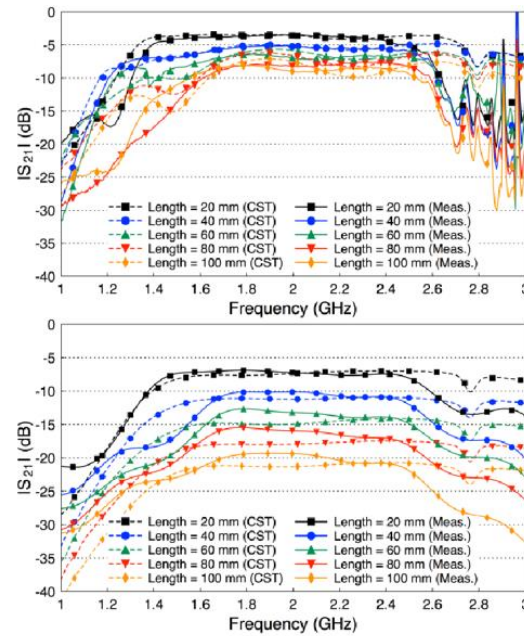 0
-5
-10
-15
-20
-25
-30
-35
-40
|S21| (dB)
Length = 20 mm (CST) Length = 20 mm (Meas.)
Length = 40 mm (CST) Length = 40 mm (Meas.)
Length = 60 mm (CST) Length = 60 mm (Meas.)
Length = 80 mm (CST) Length = 80 mm (Meas.)
Length = 100 mm (CST) Length = 100 mm (Meas.)
1 1.2 1.4 1.6 1.8 2 2.2 2.4 2.6 2.8 3
Frequency (GHz)
0
-5
-10
-15
-20
-25
-30
-35
-40
|S21| (dB)
Length = 20 mm (CST) Length = 20 mm (Meas.)
Length = 40 mm (CST) Length = 40 mm (Meas.)
Length = 60 mm (CST) Length = 60 mm (Meas.)
Length = 80 mm (CST) Length = 80 mm (Meas.)
Length = 100 mm (CST) Length = 100 mm (Meas.)
1 1.2 1.4 1.6 1.8 2 2.2 2.4 2.6 2.8 3
Frequency (GHz)